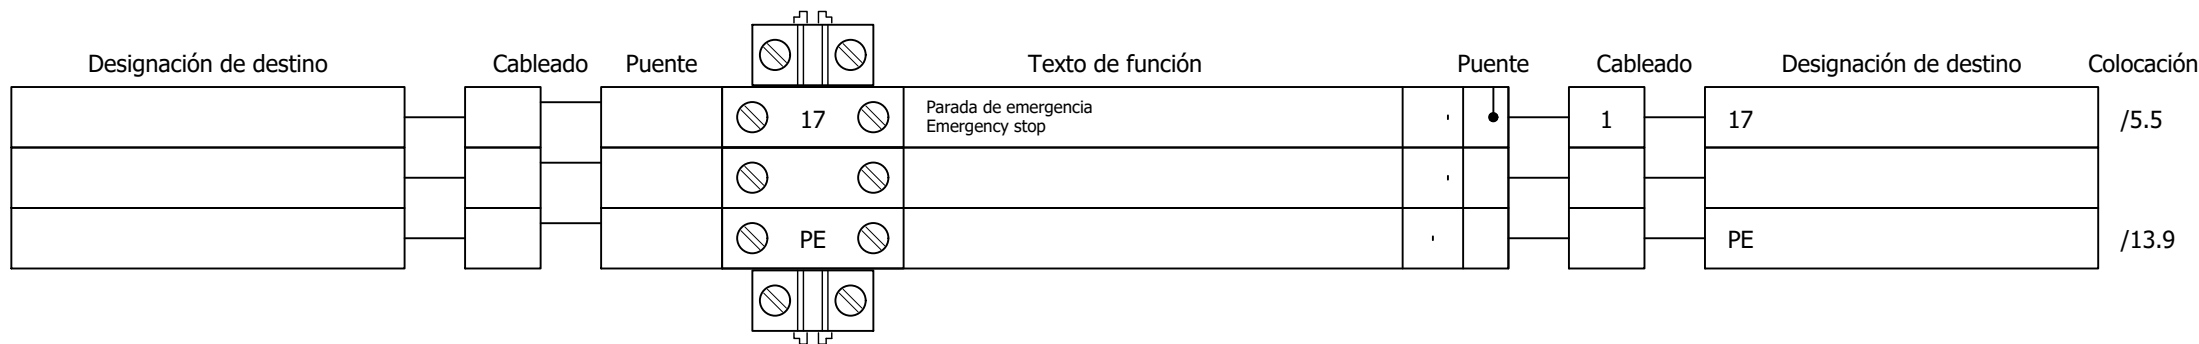 Designación de destino Cableado Puente Texto de función Puente Cableado Designación de destino Colocación
17 Parada de emergencia 1 17 /5.5
Emergency stop
PE PE /13.9